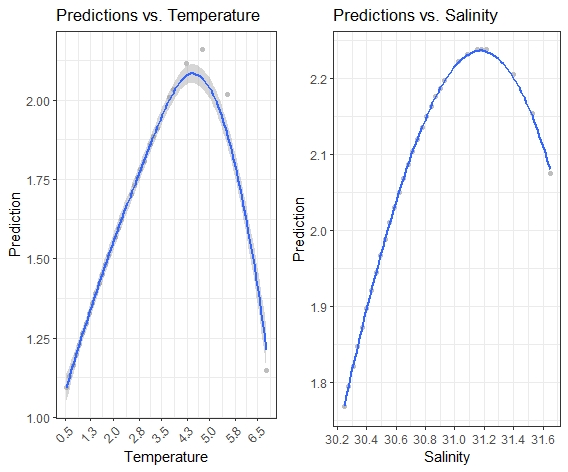 Predictions vs. Temperature
Prediction
2.00
1.75
1.50
1.25
1.00
0.5 1.3 2.0 2.8 3.5 4.3 5.0 5.8 6.5
Temperature
Predictions vs. Salinity
Prediction
2.2
2.1
2.0
1.9
1.8
30.2 30.4 30.6 30.8 31.0 31.2 31.4 31.6
Salinity